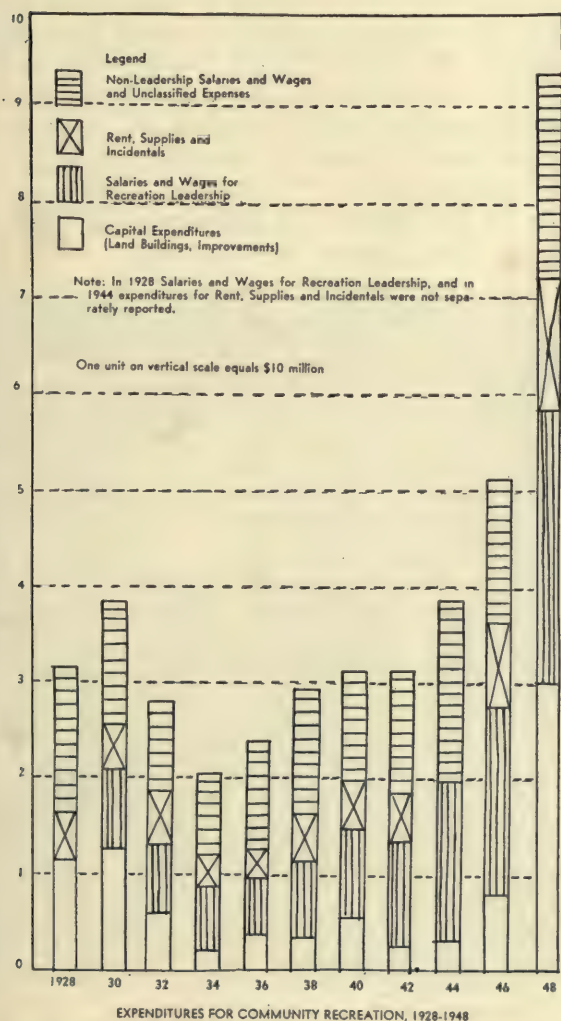 10
9
8
7
6
5
4
3
2
1
0
Legend
Non-Leadership Salaries and Wages
and Unclassified Expenses
Rent, Supplies and
Incidentals
Salaries and Wages for
Recreation Leadership
Capital Expenditures
(Land Buildings, Improvements)
Note: In 1928 Salaries and Wages for Recreation Leadership, and in
1944 expenditures for Rent, Supplies and Incidentals were not sepa-
rately reported.
One unit on vertical scale equals $10 million
1928 30 32 34 36 38 40 42 44 46 48
EXPENDITURES FOR COMMUNITY RECREATION, 1928-1948